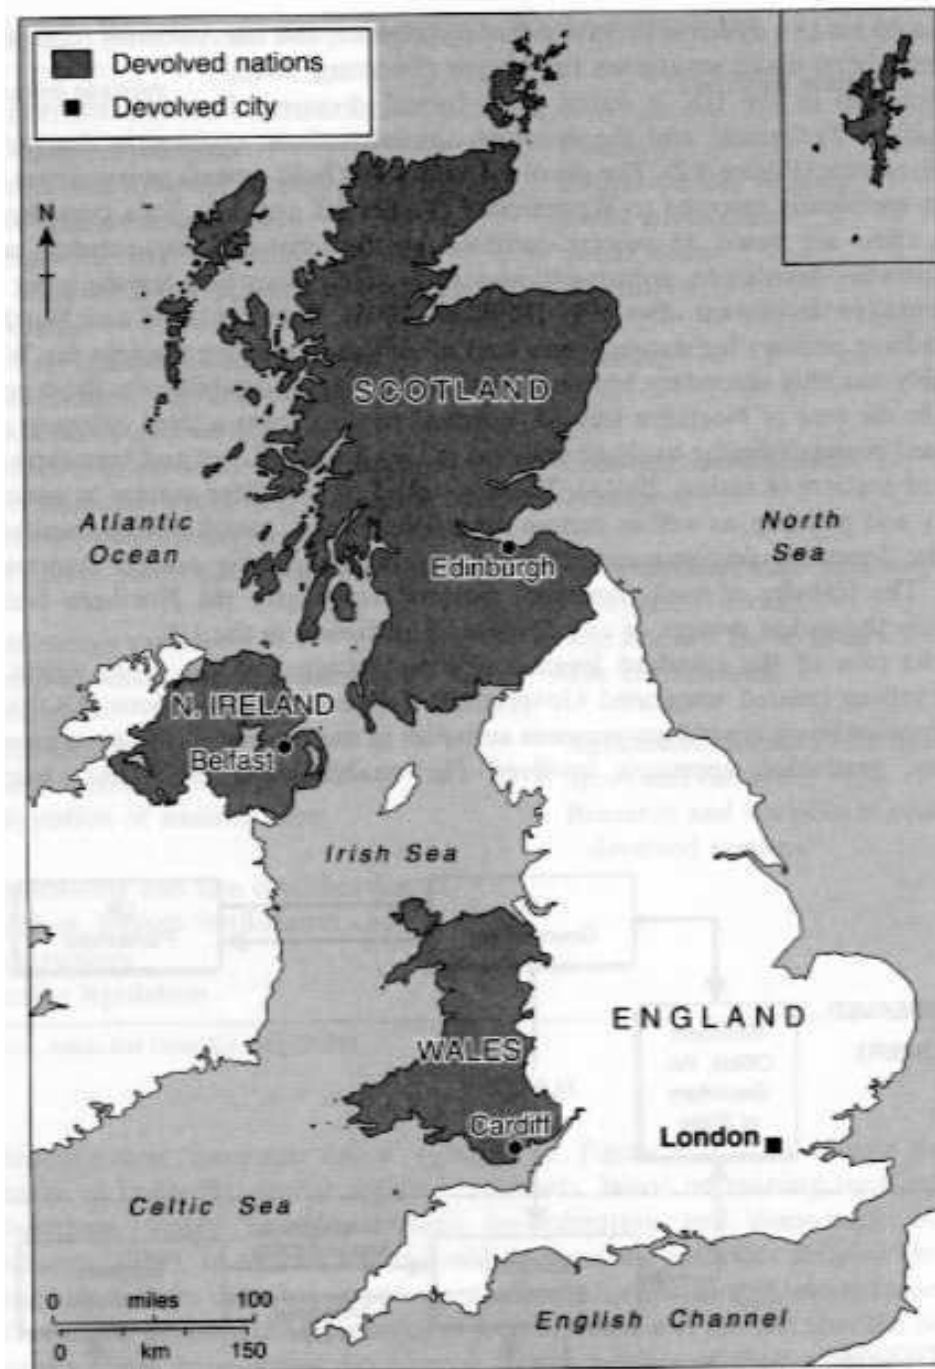 Devolved nations
Devolved city
N
SCOTLAND
Atlantic
Ocean
North
Sea
Edinburgh
N. IRELAND
Belfast
Irish Sea
ENGLAND
WALES
Cardiff
London
Celtic Sea
0 miles 100
0 km 150
English Channel